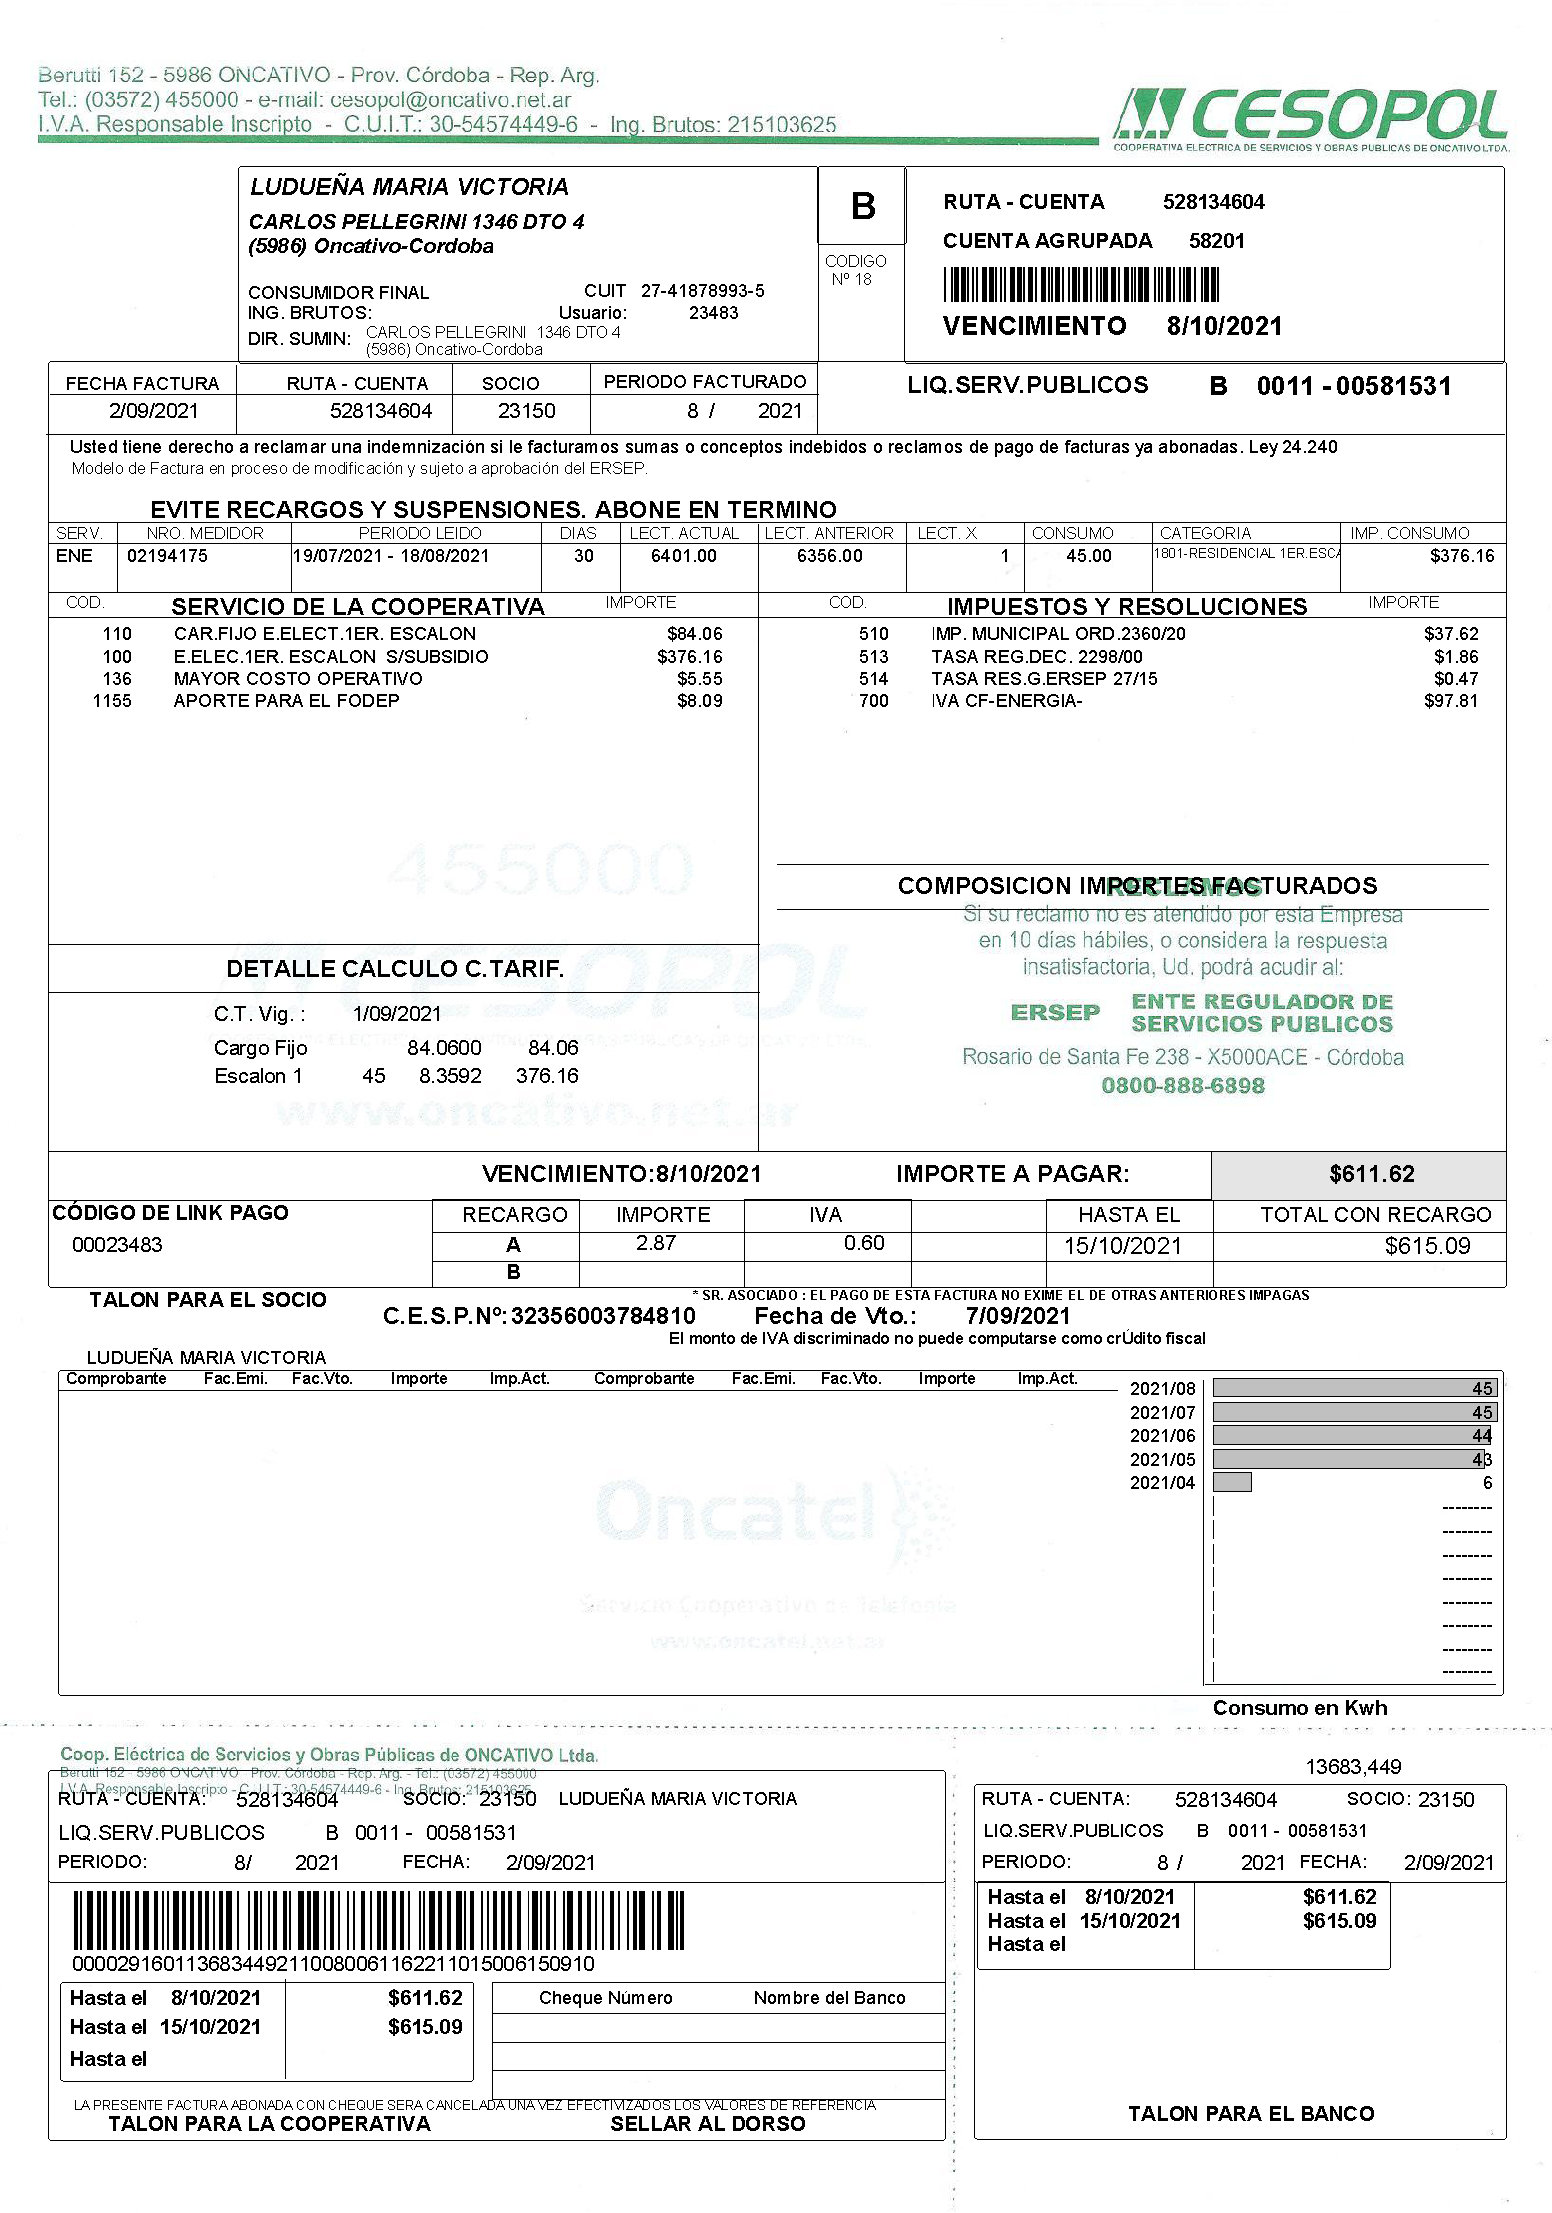 Berutti 152 - 5986 ONCATIVO - Prov. Córdoba - Rep. Arg.
Tel.: (03572) 455000 - e-mail: cesopol@oncativo.net.ar
I.V.A. Responsable Inscripto - C.U.I.T.: 30-54574449-6 - Ing. Brutos: 215103625
CESOPOL
COOPERATIVA ELECTRICA DE SERVICIOS Y OBRAS PUBLICAS DE ONCATIVO LTDA.
LUDUEÑA MARIA VICTORIA
CARLOS PELLEGRINI 1346 DTO 4
(5986) Oncativo-Cordoba
CONSUMIDOR FINAL CUIT 27-41878993-5
ING. BRUTOS: Usuario: 23483
DIR. SUMIN: CARLOS PELLEGRINI 1346 DTO 4
(5986) Oncativo-Cordoba
B
CODIGO
Nº 18
RUTA - CUENTA 528134604
CUENTA AGRUPADA 58201
VENCIMIENTO 8/10/2021
FECHA FACTURA RUTA - CUENTA SOCIO PERIODO FACTURADO
2/09/2021 528134604 23150 8 / 2021
LIQ.SERV.PUBLICOS B 0011 - 00581531
Usted tiene derecho a reclamar una indemnización si le facturamos sumas o conceptos indebidos o reclamos de pago de facturas ya abonadas. Ley 24.240
Modelo de Factura en proceso de modificación y sujeto a aprobación del ERSEP.
EVITE RECARGOS Y SUSPENSIONES. ABONE EN TERMINO
SERV. NRO. MEDIDOR PERIODO LEIDO DIAS LECT. ACTUAL LECT. ANTERIOR LECT. X CONSUMO CATEGORIA IMP. CONSUMO
ENE 02194175 19/07/2021 - 18/08/2021 30 6401.00 6356.00 1 45.00 1801-RESIDENCIAL 1ER.ESCA $376.16
COD. SERVICIO DE LA COOPERATIVA IMPORTE COD. IMPUESTOS Y RESOLUCIONES IMPORTE
110 CAR.FIJO E.ELECT.1ER. ESCALON $84.06 510 IMP. MUNICIPAL ORD.2360/20 $37.62
100 E.ELEC.1ER. ESCALON S/SUBSIDIO $376.16 513 TASA REG.DEC. 2298/00 $1.86
136 MAYOR COSTO OPERATIVO $5.55 514 TASA RES.G.ERSEP 27/15 $0.47
1155 APORTE PARA EL FODEP $8.09 700 IVA CF-ENERGIA- $97.81
455000
CESOPOL
www.oncativo.net.ar
COMPOSICION IMPORTES FACTURADOS
RECLAMOS
Si su reclamo no es atendido por esta Empresa
en 10 días hábiles, o considera la respuesta
insatisfactoria, Ud. podrá acudir al:
ERSEP ENTE REGULADOR DE
SERVICIOS PUBLICOS
Rosario de Santa Fe 238 - X5000ACE - Córdoba
0800-888-6898
DETALLE CALCULO C.TARIF.
C.T. Vig. : 1/09/2021
Cargo Fijo 84.0600 84.06
Escalon 1 45 8.3592 376.16
VENCIMIENTO:8/10/2021 IMPORTE A PAGAR: $611.62
CÓDIGO DE LINK PAGO RECARGO IMPORTE IVA HASTA EL TOTAL CON RECARGO
00023483 A 2.87 0.60 15/10/2021 $615.09
B
TALON PARA EL SOCIO * SR. ASOCIADO : EL PAGO DE ESTA FACTURA NO EXIME EL DE OTRAS ANTERIORES IMPAGAS
C.E.S.P.Nº: 32356003784810 Fecha de Vto.: 7/09/2021
El monto de IVA discriminado no puede computarse como crÚdito fiscal
LUDUEÑA MARIA VICTORIA
Comprobante Fac.Emi. Fac.Vto. Importe Imp.Act. Comprobante Fac.Emi. Fac.Vto. Importe Imp.Act.
2021/08 45
2021/07 45
2021/06 44
2021/05 43
2021/04 6
--------
--------
--------
--------
--------
--------
--------
--------
Oncatel
Servicio Cooperativo de Telefonía
www.oncatel.net.ar
Consumo en Kwh
Coop. Eléctrica de Servicios y Obras Públicas de ONCATIVO Ltda.
Berutti 152 - 5986 ONCATIVO - Prov. Córdoba - Rep. Arg. - Tel.: (03572) 455000
I.V.A. Responsable Inscripto - C.U.I.T.: 30-54574449-6 - Ing. Brutos: 215103625
RUTA - CUENTA: 528134604 SOCIO: 23150 LUDUEÑA MARIA VICTORIA
LIQ.SERV.PUBLICOS B 0011 - 00581531
PERIODO: 8/ 2021 FECHA: 2/09/2021
0000291601136834492110080061162211015006150910
Hasta el 8/10/2021 $611.62
Hasta el 15/10/2021 $615.09
Hasta el
Cheque Número Nombre del Banco
LA PRESENTE FACTURA ABONADA CON CHEQUE SERA CANCELADA UNA VEZ EFECTIVIZADOS LOS VALORES DE REFERENCIA
TALON PARA LA COOPERATIVA SELLAR AL DORSO
13683,449
RUTA - CUENTA: 528134604 SOCIO: 23150
LIQ.SERV.PUBLICOS B 0011 - 00581531
PERIODO: 8 / 2021 FECHA: 2/09/2021
Hasta el 8/10/2021 $611.62
Hasta el 15/10/2021 $615.09
Hasta el
TALON PARA EL BANCO